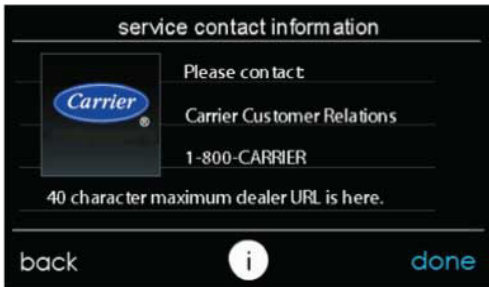 service contact information
Please contact:
Carrier
®
Carrier Customer Relations
1-800-CARRIER
40 character maximum dealer URL is here.
back
i
done